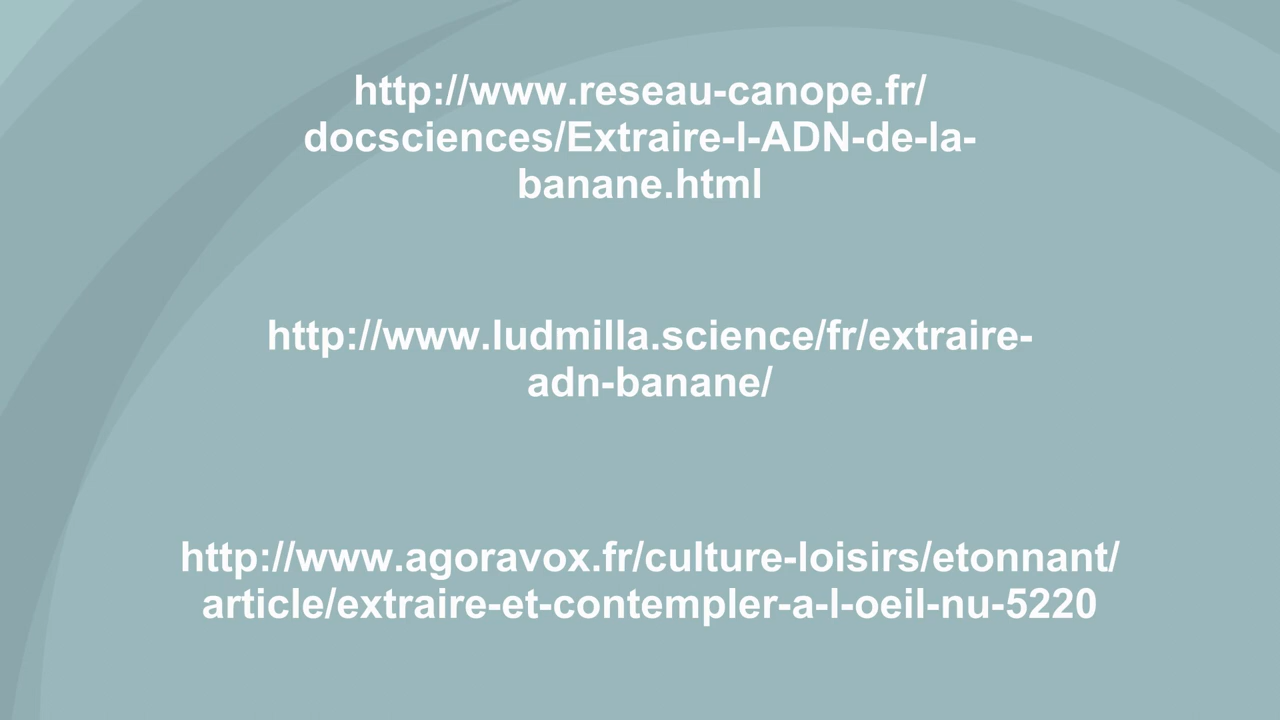 http://www.reseau-canope.fr/
docsciences/Extraire-l-ADN-de-la-
banane.html
http://www.ludmilla.science/fr/extraire-
adn-banane/
http://www.agoravox.fr/culture-loisirs/etonnant/
article/extraire-et-contempler-a-l-oeil-nu-5220